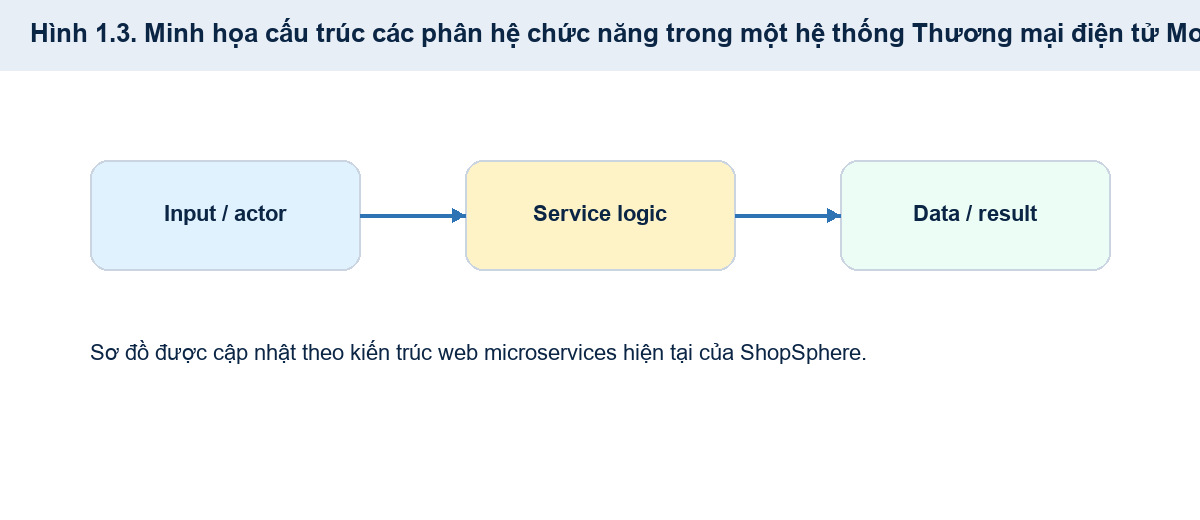 Hình 1.3. Minh họa cấu trúc các phân hệ chức năng trong một hệ thống Thương mại điện tử Mo
Input / actor
Service logic
Data / result
Sơ đồ được cập nhật theo kiến trúc web microservices hiện tại của ShopSphere.